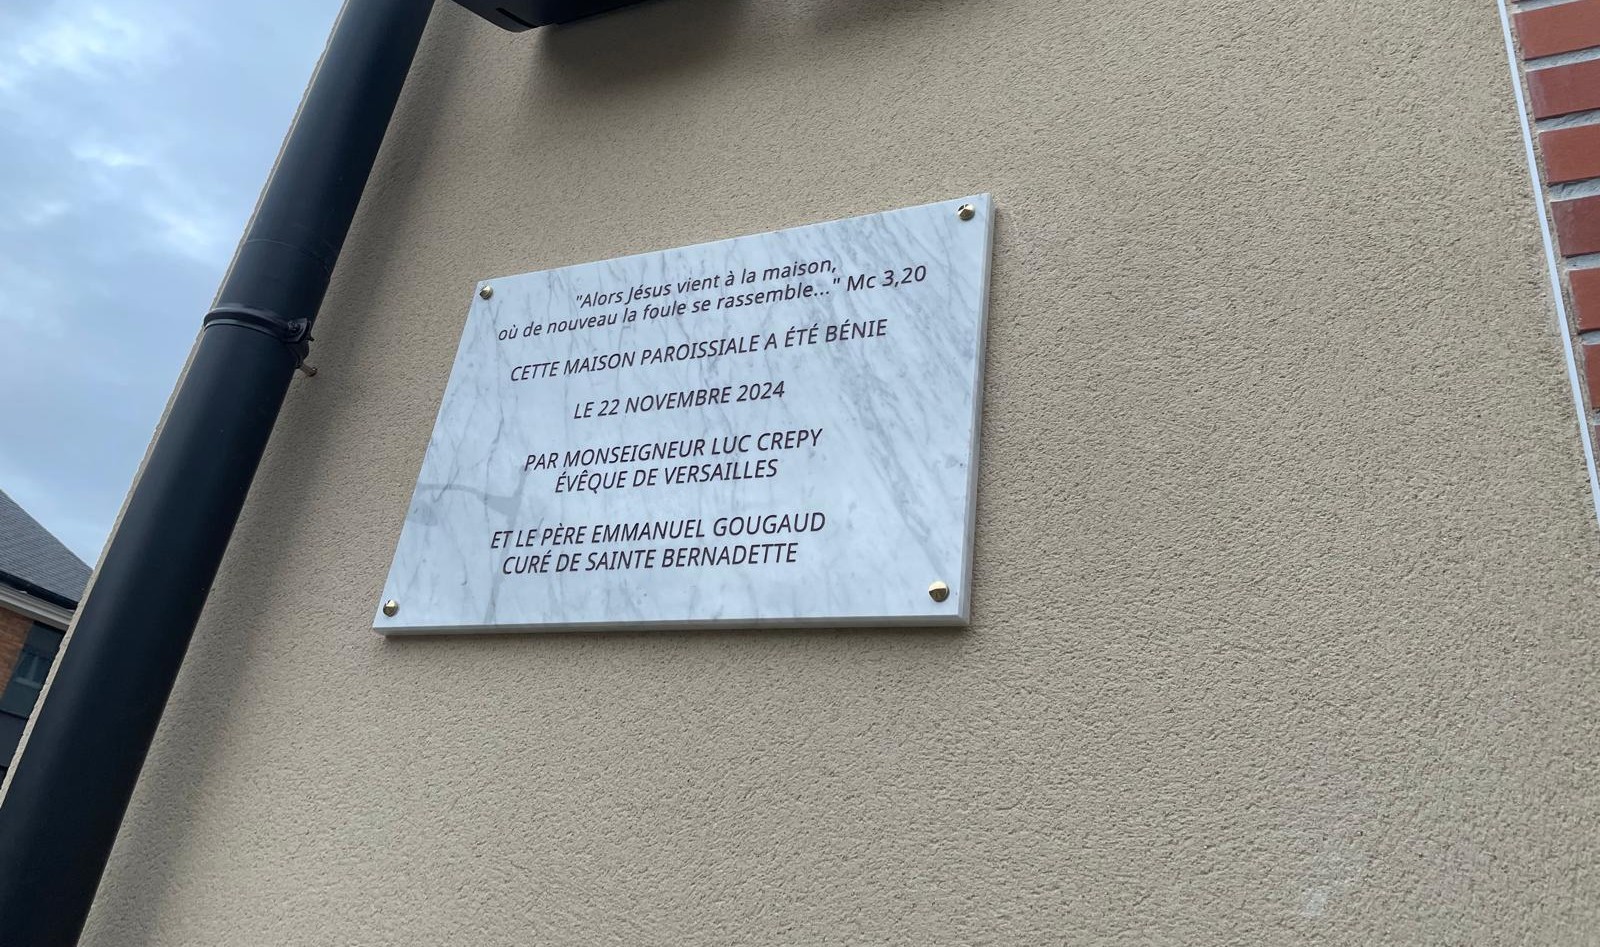 "Alors Jésus vient à la maison,
où de nouveau la foule se rassemble..." Mc 3,20
CETTE MAISON PAROISSIALE A ÉTÉ BÉNIE
LE 22 NOVEMBRE 2024
PAR MONSEIGNEUR LUC CREPY
ÉVÊQUE DE VERSAILLES
ET LE PÈRE EMMANUEL GOUGAUD
CURÉ DE SAINTE BERNADETTE